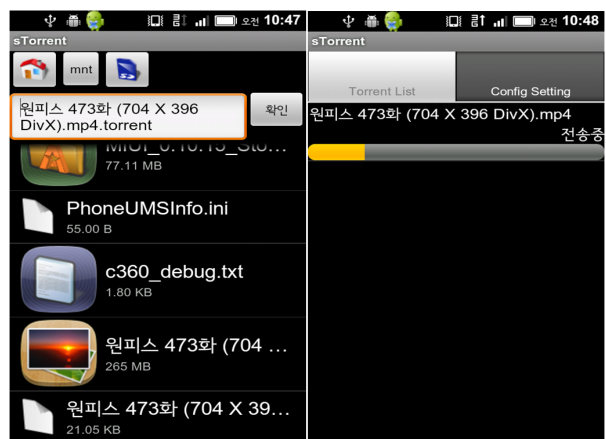 오전 10:47
sTorrent
mnt
원피스 473화 (704 X 396
DivX).mp4.torrent
확인
MIUI_0.10.15_Sto...
77.11 MB
PhoneUMSInfo.ini
55.00 B
c360_debug.txt
1.80 KB
원피스 473화 (704 ...
265 MB
원피스 473화 (704 X 39...
21.05 KB
오전 10:48
sTorrent
Torrent List
Config Setting
원피스 473화 (704 X 396 DivX).mp4
전송중